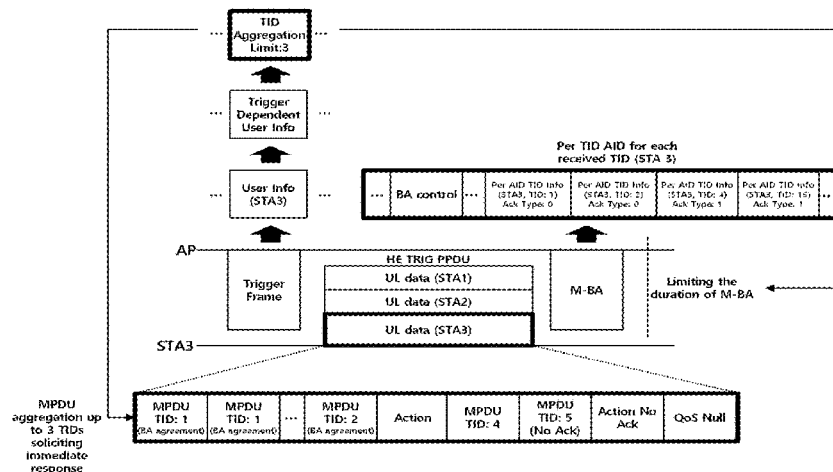 TID
Aggregation
Limit:3
...
...
Trigger
Dependent
User Info
...
...
User Info
(STA3)
...
...
Per TID AID for each
received TID (STA 3)
... BA control ... Per AID TID Info (STA3, TID: 1) Ack Type: 0 Per AID TID Info (STA3, TID: 2) Ack Type: 0 Per AID TID Info (STA3, TID: 4) Ack Type: 1 Per AID TID Info (STA3, TID: 15) Ack Type: 1 ...
AP
HE TRIG PPDU
Trigger
Frame
UL data (STA1)
UL data (STA2)
UL data (STA3)
M-BA
Limiting the
duration of M-BA
STA3
MPDU
aggregation up
to 3 TIDs
soliciting
immediate
response
MPDU
TID: 1
(BA agreement)
MPDU
TID: 1
(BA agreement)
...
MPDU
TID: 2
(BA agreement)
Action
MPDU
TID: 4
MPDU
TID: 5
(No Ack)
Action No
Ack
QoS Null